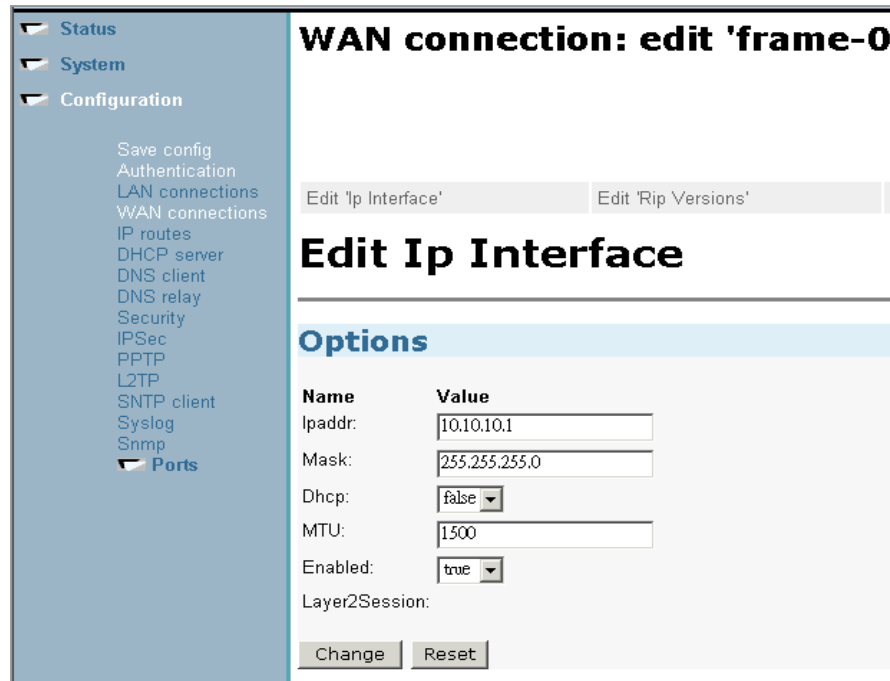 Status
System
Configuration
Save config
Authentication
LAN connections
WAN connections
IP routes
DHCP server
DNS client
DNS relay
Security
IPSec
PPTP
L2TP
SNTP client
Syslog
Snmp
Ports
WAN connection: edit 'frame-0
Edit 'Ip Interface' Edit 'Rip Versions'
Edit Ip Interface
Options
Name Value
Ipaddr: 10.10.10.1
Mask: 255.255.255.0
Dhcp: false
MTU: 1500
Enabled: true
Layer2Session:
Change Reset